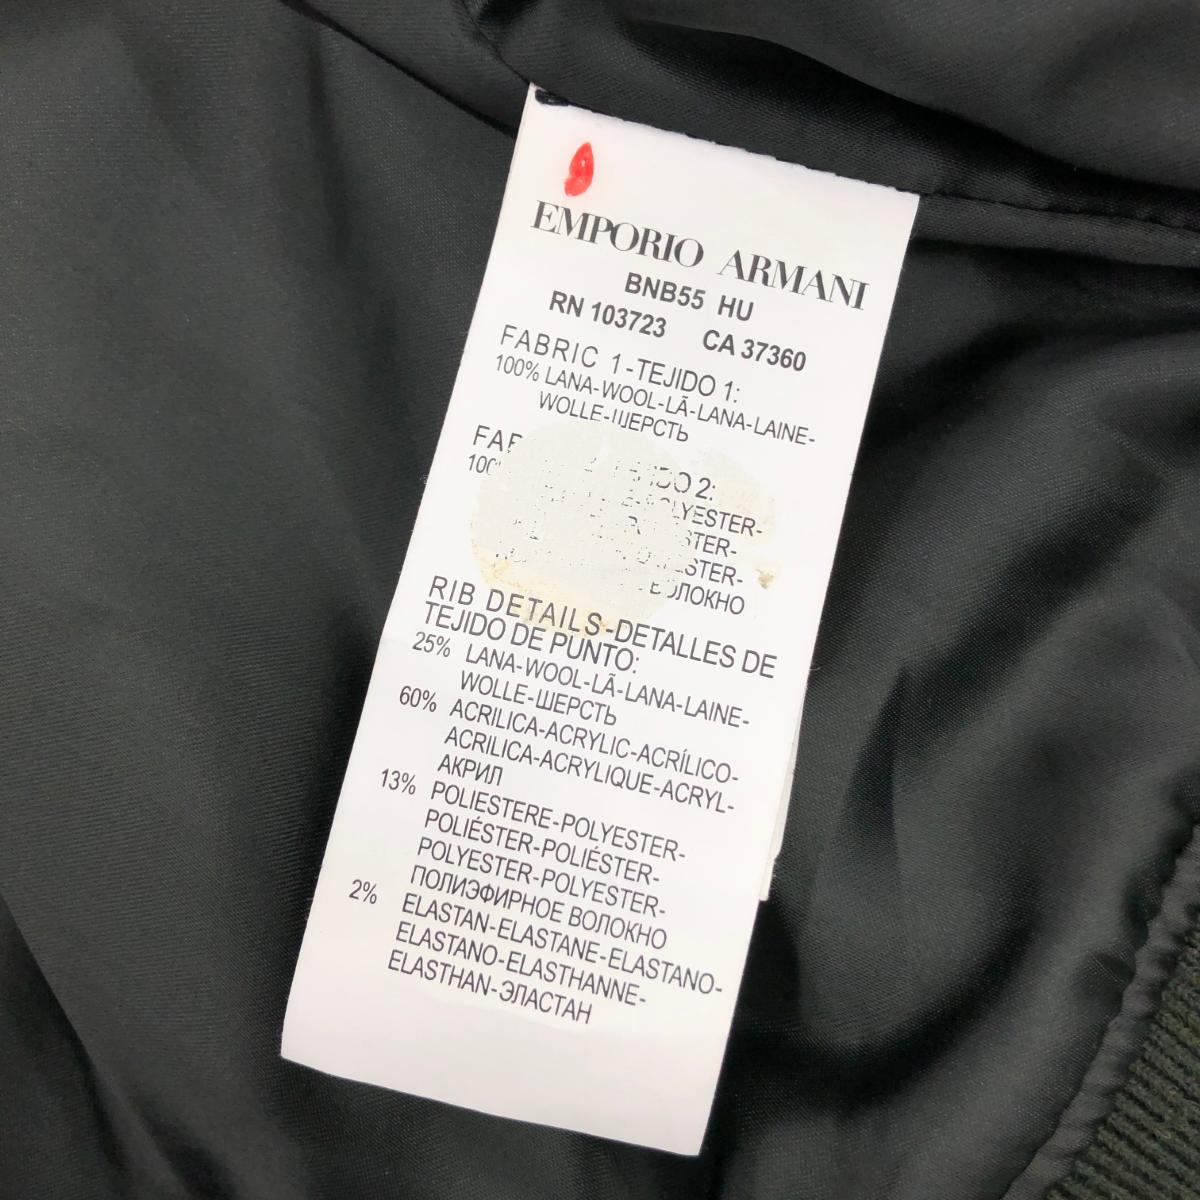 EMPORIO ARMANI
BNB55 HU
RN 103723 CA 37360
FABRIC 1-TEJIDO 1:
100% LANA-WOOL-LÃ-LANA-LAINE-
WOLLE-ШЕРСТЬ
2:
RIB DETAILS-DETALLES DE
TEJIDO DE PUNTO:
25% LANA-WOOL-LÃ-LANA-LAINE-
WOLLE-ШЕРСТЬ
60% ACRILICA-ACRYLIC-ACRÍLICO-
ACRILICA-ACRYLIQUE-ACRYL-
АКРИЛ
13% POLIESTERE-POLYESTER-
POLIÉSTER-POLIÉSTER-
POLYESTER-POLYESTER-
ПОЛИЭФИРНОЕ ВОЛОКНО
2% ELASTAN-ELASTANE-ELASTANO-
ELASTANO-ELASTHANNE-
ELASTHAN-ЭЛАСТАН